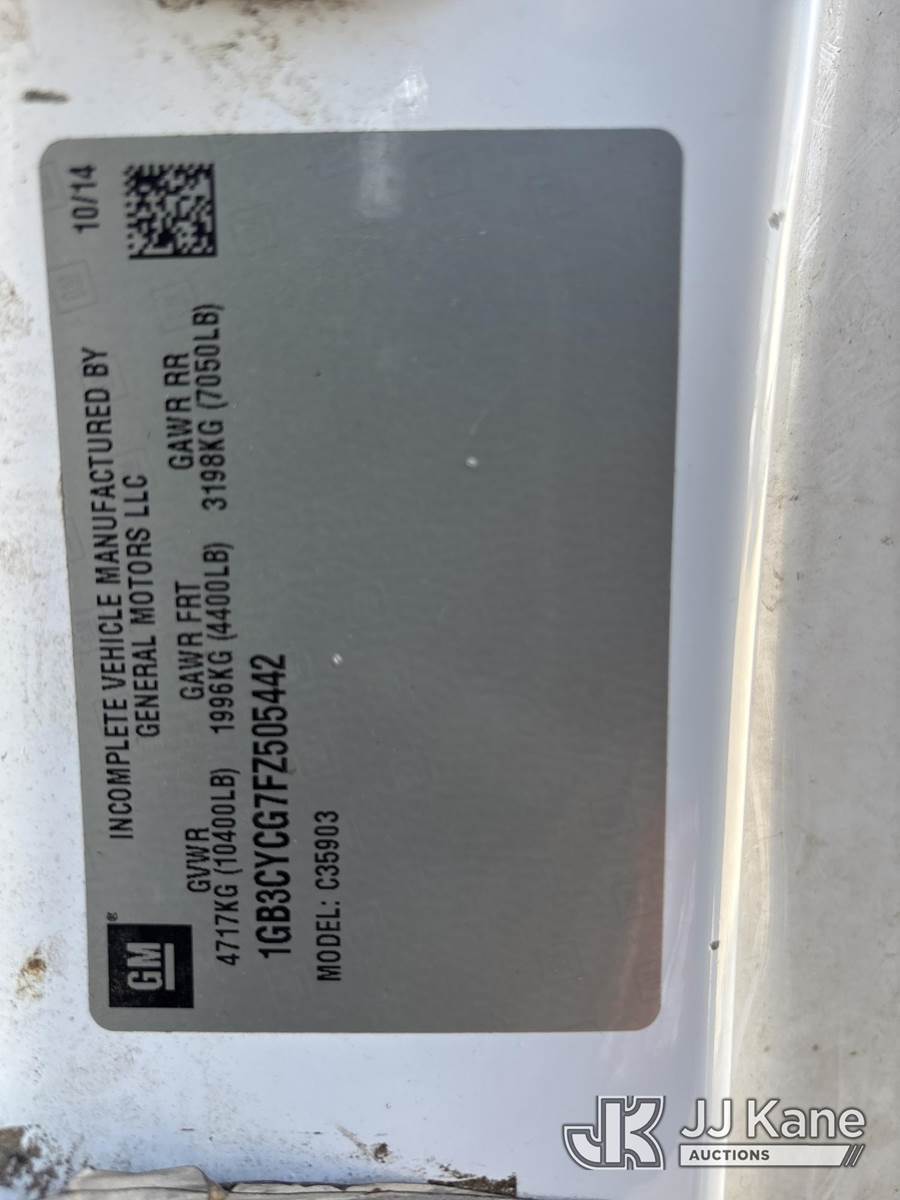 GM®
INCOMPLETE VEHICLE MANUFACTURED BY 10/14
GENERAL MOTORS LLC
GVWR GAWR FRT GAWR RR
4717KG (10400LB) 1996KG (4400LB) 3198KG (7050LB)
1GB3CYCG7FZ505442
MODEL: C35903
JK JJ Kane
AUCTIONS